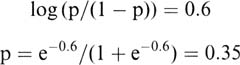 log (p/(1 − p)) = 0.6
p = e^−0.6/(1 + e^−0.6) = 0.35